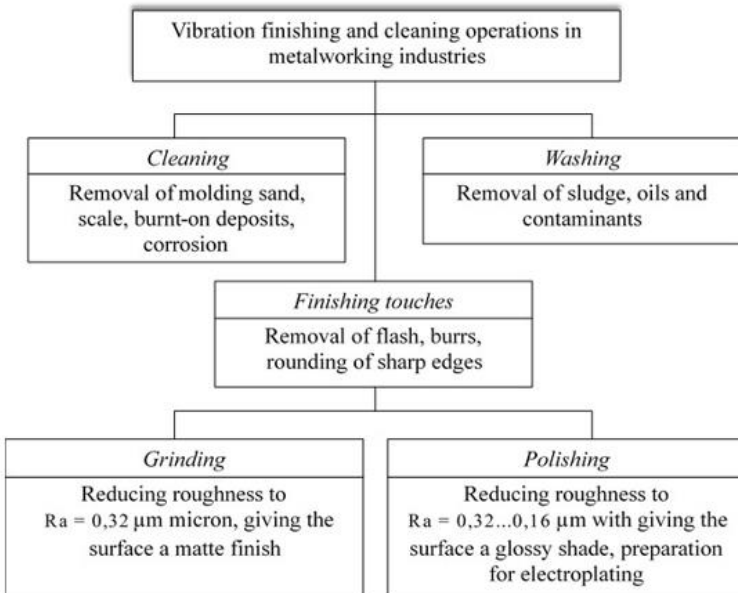 Vibration finishing and cleaning operations in
metalworking industries
Cleaning
Removal of molding sand,
scale, burnt-on deposits,
corrosion
Washing
Removal of sludge, oils and
contaminants
Finishing touches
Removal of flash, burrs,
rounding of sharp edges
Grinding
Reducing roughness to
Ra = 0,32 μm micron, giving the
surface a matte finish
Polishing
Reducing roughness to
Ra = 0,32...0,16 μm with giving the
surface a glossy shade, preparation
for electroplating